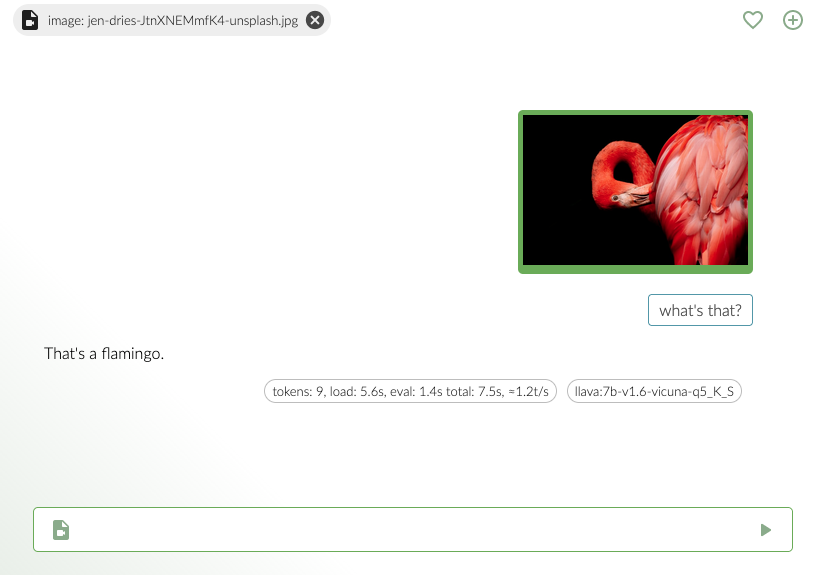 image: jen-dries-JtnXNEMmfK4-unsplash.jpg
what's that?
That's a flamingo.
tokens: 9, load: 5.6s, eval: 1.4s total: 7.5s, ≈1.2t/s
llava:7b-v1.6-vicuna-q5_K_S